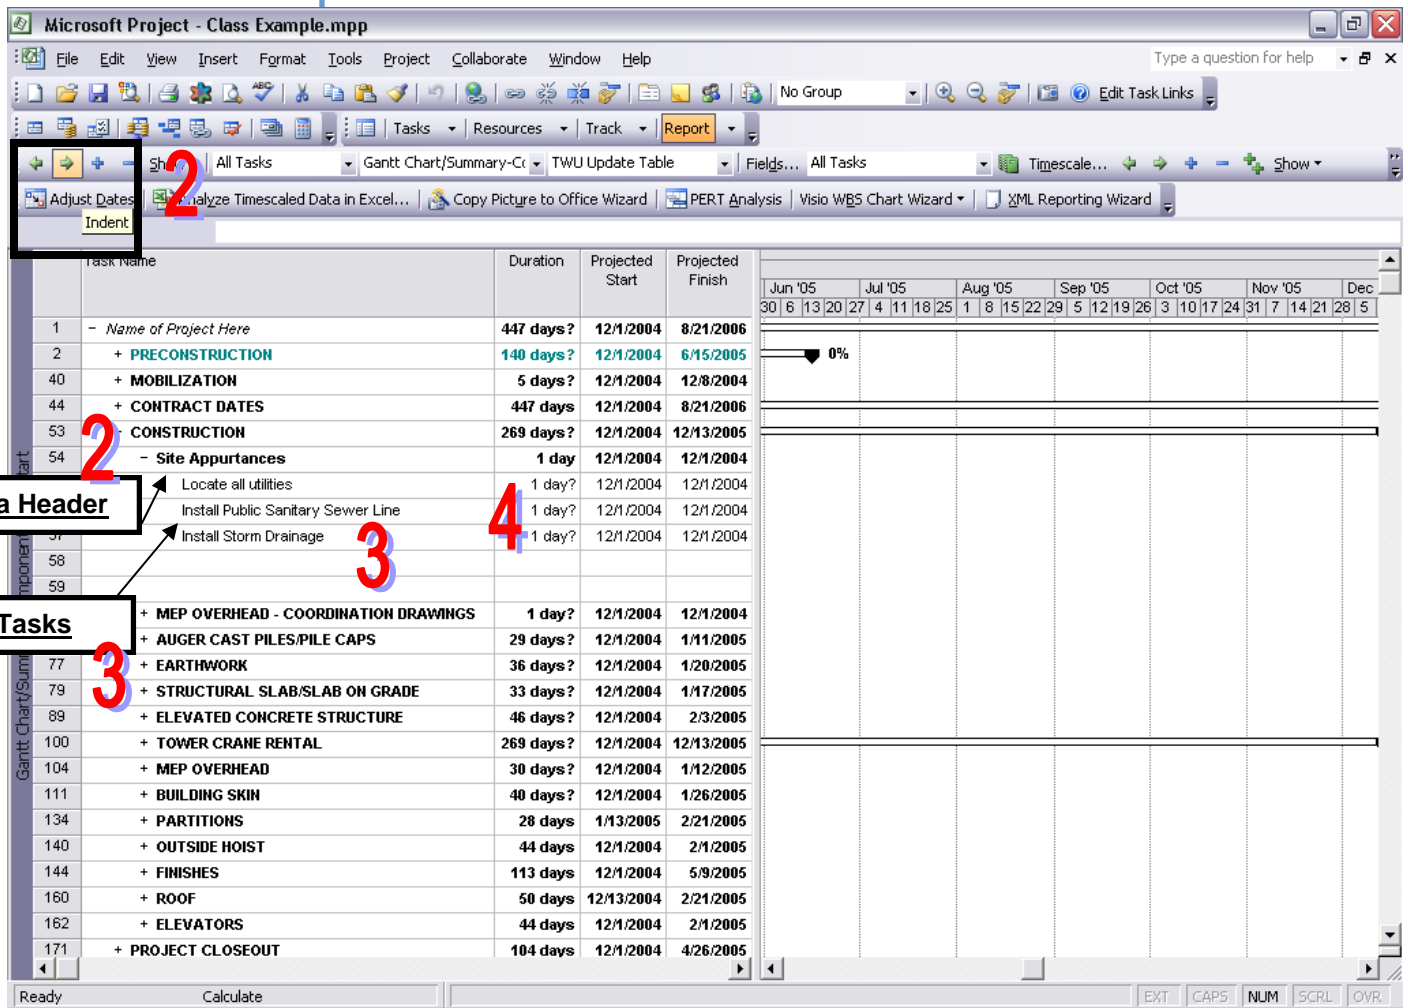 Microsoft Project - Class Example.mpp
File Edit View Insert Format Tools Project Collaborate Window Help Type a question for help
No Group Edit Task Links
Tasks Resources Track Report
All Tasks Gantt Chart/Summary-Cc TWU Update Table Fields... All Tasks Timescale... Show
2
Adjust Dates Analyze Timescaled Data in Excel... Copy Picture to Office Wizard PERT Analysis Visio WBS Chart Wizard XML Reporting Wizard
Indent
Task Name Duration Projected Start Projected Finish
Jun '05 Jul '05 Aug '05 Sep '05 Oct '05 Nov '05 Dec
30 6 13 20 27 4 11 18 25 1 8 15 22 29 5 12 19 26 3 10 17 24 31 7 14 21 28 5
1 - Name of Project Here 447 days? 12/1/2004 8/21/2006
2 + PRECONSTRUCTION 140 days? 12/1/2004 6/15/2005 0%
40 + MOBILIZATION 5 days? 12/1/2004 12/8/2004
44 + CONTRACT DATES 447 days 12/1/2004 8/21/2006
53 CONSTRUCTION 269 days? 12/1/2004 12/13/2005
2
54 - Site Appurtances 1 day 12/1/2004 12/1/2004
Locate all utilities 1 day? 12/1/2004 12/1/2004
a Header
Install Public Sanitary Sewer Line 1 day? 12/1/2004 12/1/2004
4
57 Install Storm Drainage 1 day? 12/1/2004 12/1/2004
3
58
59
+ MEP OVERHEAD - COORDINATION DRAWINGS 1 day? 12/1/2004 12/1/2004
Tasks
+ AUGER CAST PILES/PILE CAPS 29 days? 12/1/2004 1/11/2005
77 + EARTHWORK 36 days? 12/1/2004 1/20/2005
3
79 + STRUCTURAL SLAB/SLAB ON GRADE 33 days? 12/1/2004 1/17/2005
89 + ELEVATED CONCRETE STRUCTURE 46 days? 12/1/2004 2/3/2005
100 + TOWER CRANE RENTAL 269 days? 12/1/2004 12/13/2005
104 + MEP OVERHEAD 30 days? 12/1/2004 1/12/2005
111 + BUILDING SKIN 40 days? 12/1/2004 1/26/2005
134 + PARTITIONS 28 days 1/13/2005 2/21/2005
140 + OUTSIDE HOIST 44 days 12/1/2004 2/1/2005
144 + FINISHES 113 days 12/1/2004 5/9/2005
160 + ROOF 50 days 12/13/2004 2/21/2005
162 + ELEVATORS 44 days 12/1/2004 2/1/2005
171 + PROJECT CLOSEOUT 104 days 12/1/2004 4/26/2005
Gantt Chart/Summ
Ready Calculate EXT CAPS NUM SCRL OVR